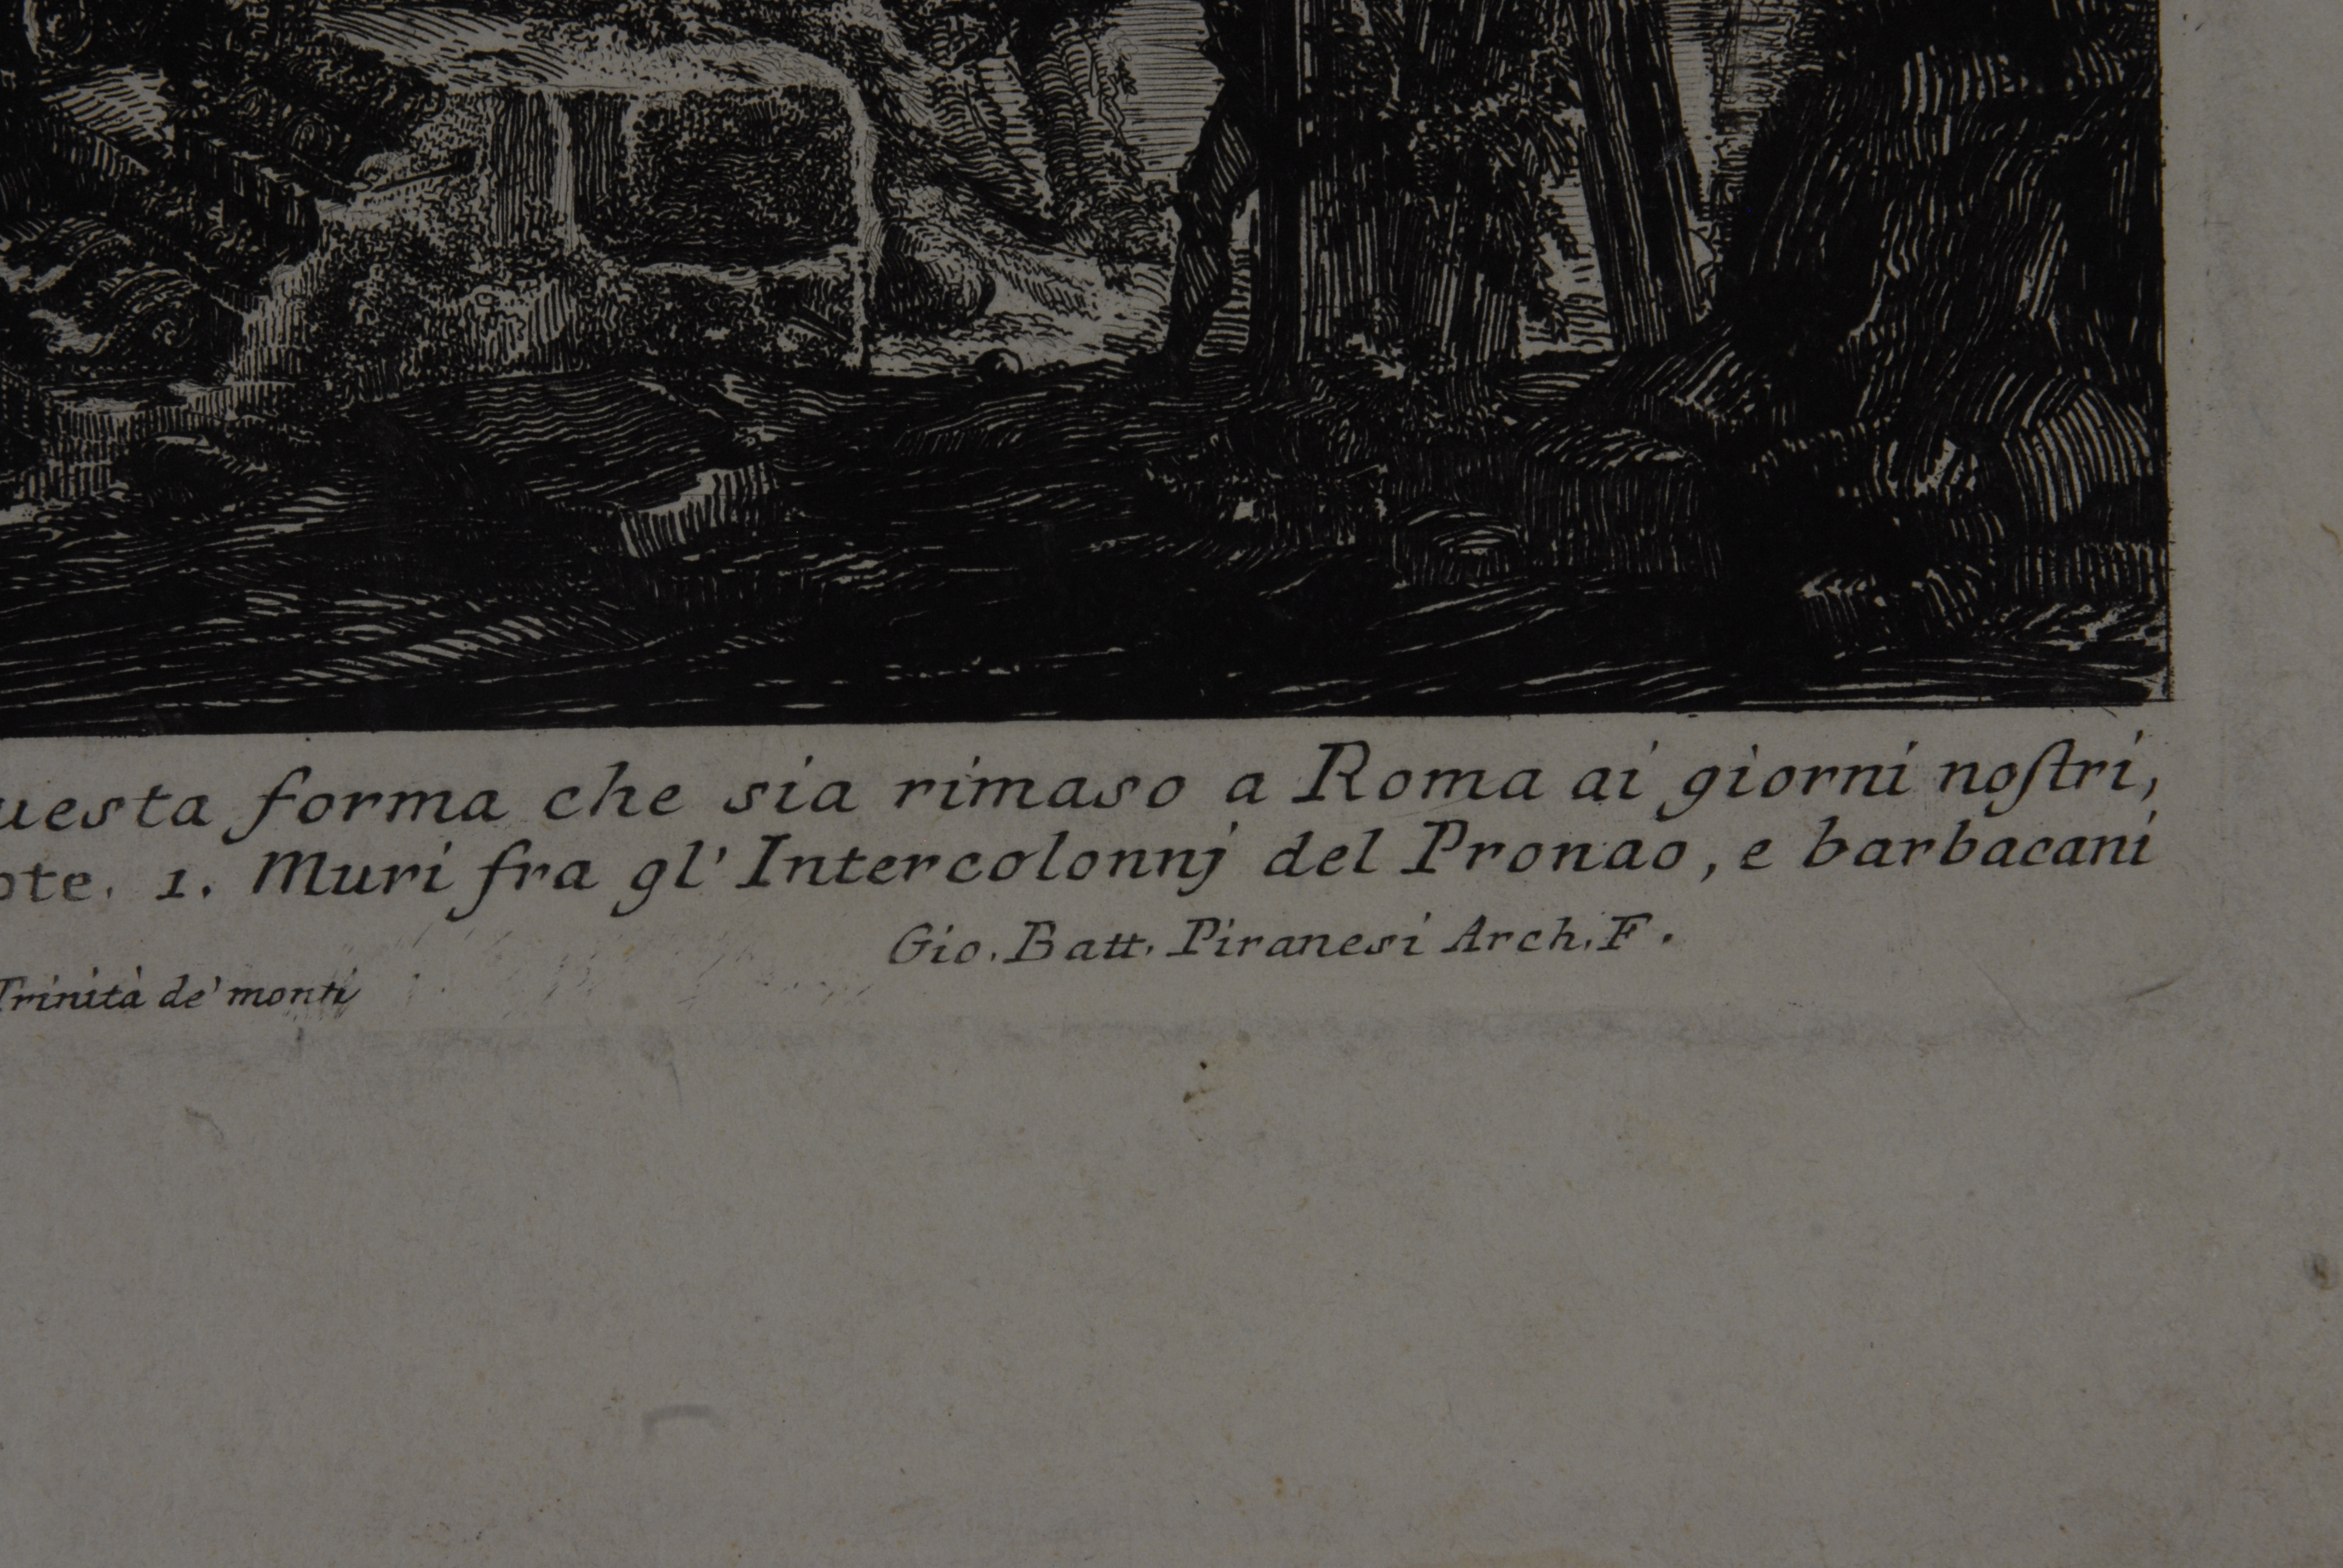 uesta forma che sia rimaso a Roma ai giorni noſtri,
ote. 1. Muri fra gl' Intercolonnj del Pronao, e barbacani
Gio. Batt. Piranesi Arch. F.
Trinità de' monti